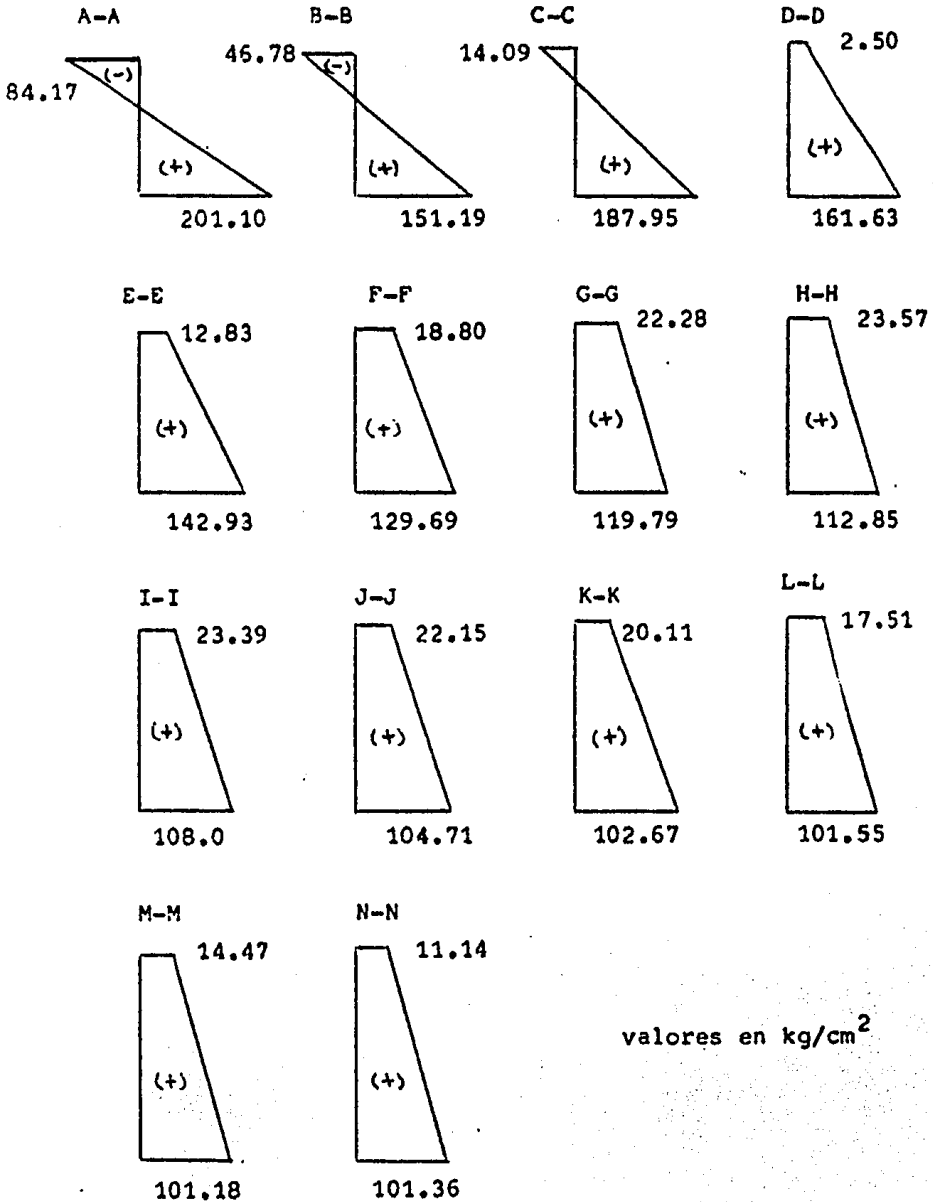 A-A B-B C-C D-D
84.17 (-) 46.78 (-) 14.09 2.50
(+) (+) (+) (+)
201.10 151.19 187.95 161.63
E-E F-F G-G H-H
12.83 18.80 22.28 23.57
(+) (+) (+) (+)
142.93 129.69 119.79 112.85
I-I J-J K-K L-L
23.39 22.15 20.11 17.51
(+) (+) (+) (+)
108.0 104.71 102.67 101.55
M-M N-N
14.47 11.14
valores en kg/cm²
(+) (+)
101.18 101.36